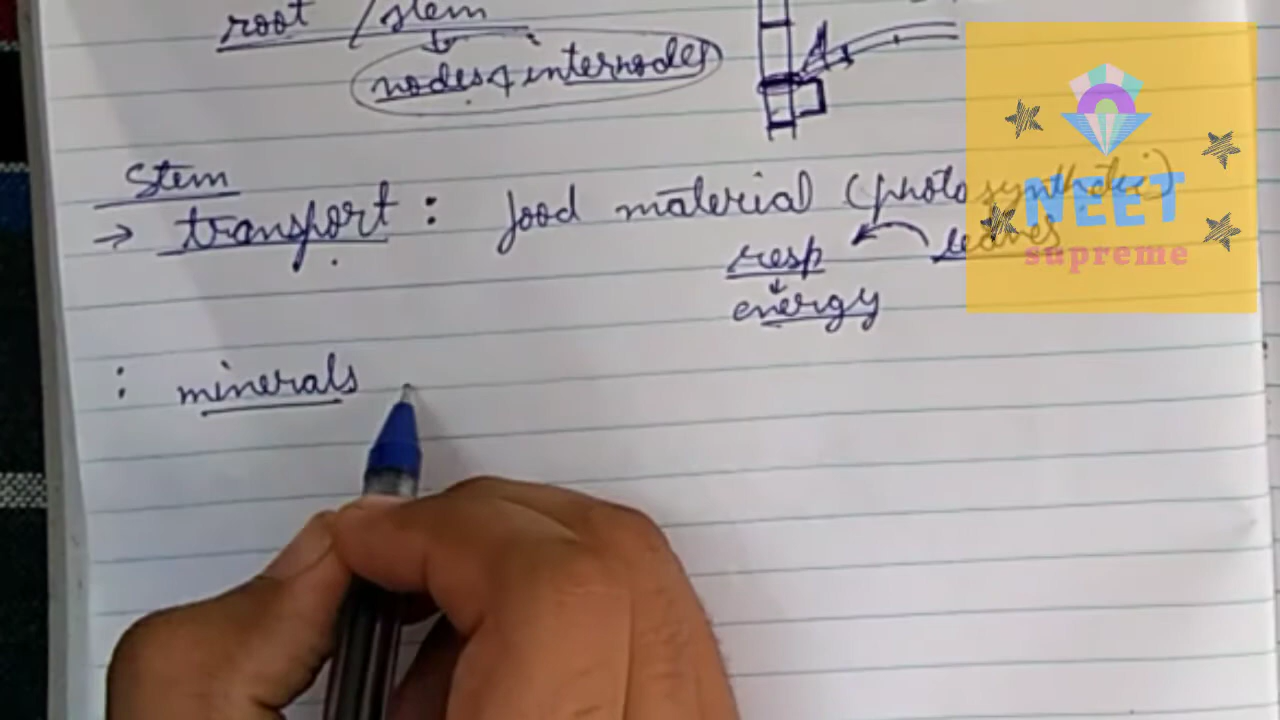 root / stem
nodes & internodes
Stem
→ transport : food material (photosynthetic)
resp leaves
energy
: minerals
NEET
supreme